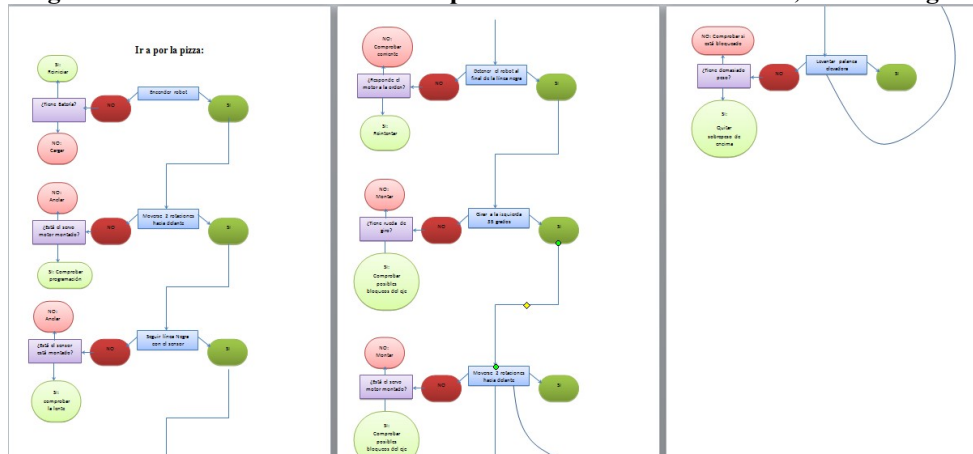 Ir a por la pizza:
SI:
Reiniciar
¿Tiene Batería?
NO
Encender robot
SI
NO:
Cargar
NO:
Anclar
¿Está el servo
motor montado?
NO
Moverse 2 rotaciones
hacia delante
SI
SI: Comprobar
programación
NO:
Anclar
¿Está el sensor
está montado?
NO
Seguir línea Negra
con el sensor
SI
SI:
comprobar
la lente
NO:
Comprobar
corriente
¿Responde el
motor a la orden?
NO
Detener el robot al
final de la línea negra
SI
SI:
Reintentar
NO:
Montar
¿Tiene rueda de
giro?
NO
Girar a la izquierda
SI
SI:
Comprobar
posibles
bloqueos del eje
NO:
Montar
¿Está el servo
motor montado?
NO
Moverse 2 rotaciones
hacia delante
SI
SI:
Comprobar
posibles
bloqueos del eje
NO: Comprobar si
está bloqueado
¿Tiene demasiado
peso?
NO
Levantar palanca
elevadora
SI
SI:
Quitar
sobrepeso de
encima